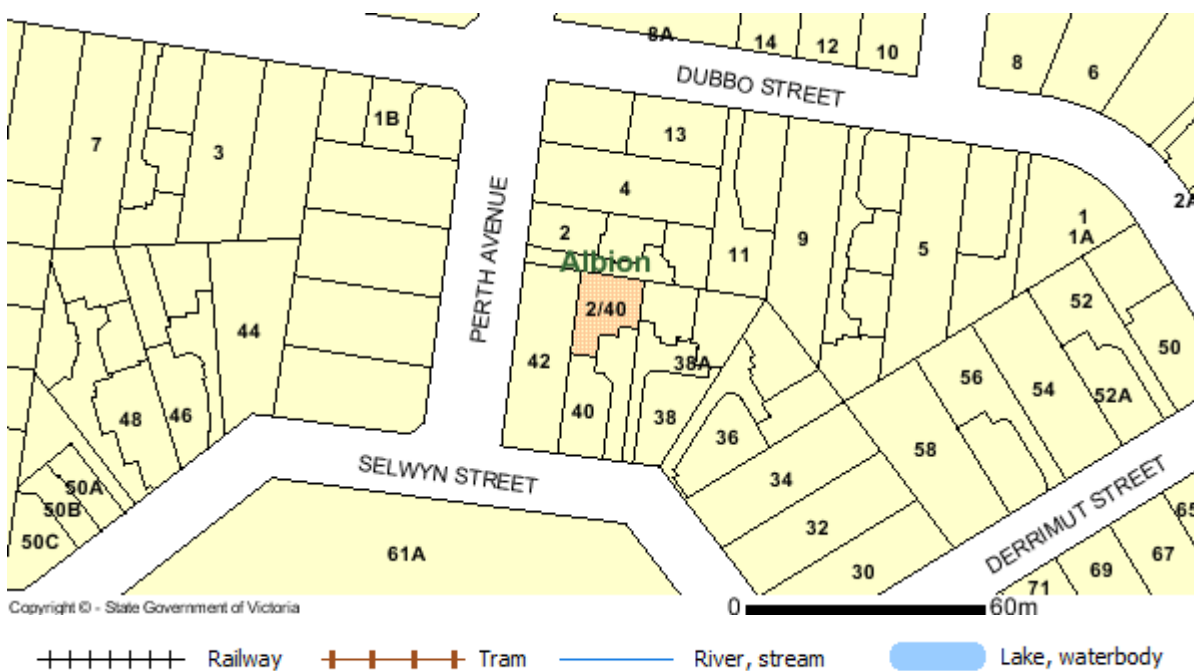 8A
14
12
10
8
6
DUBBO STREET
1B
13
7
3
4
PERTH AVENUE
2
11
9
5
1
1A
2A
Albion
2/40
52
44
42
38A
50
56
54
52A
48
46
40
38
36
58
SELWYN STREET
34
50A
50B
50C
32
DERRIMUT STREET
61A
30
71
69
67
65
Copyright © - State Government of Victoria
0 60m
Railway Tram River, stream Lake, waterbody